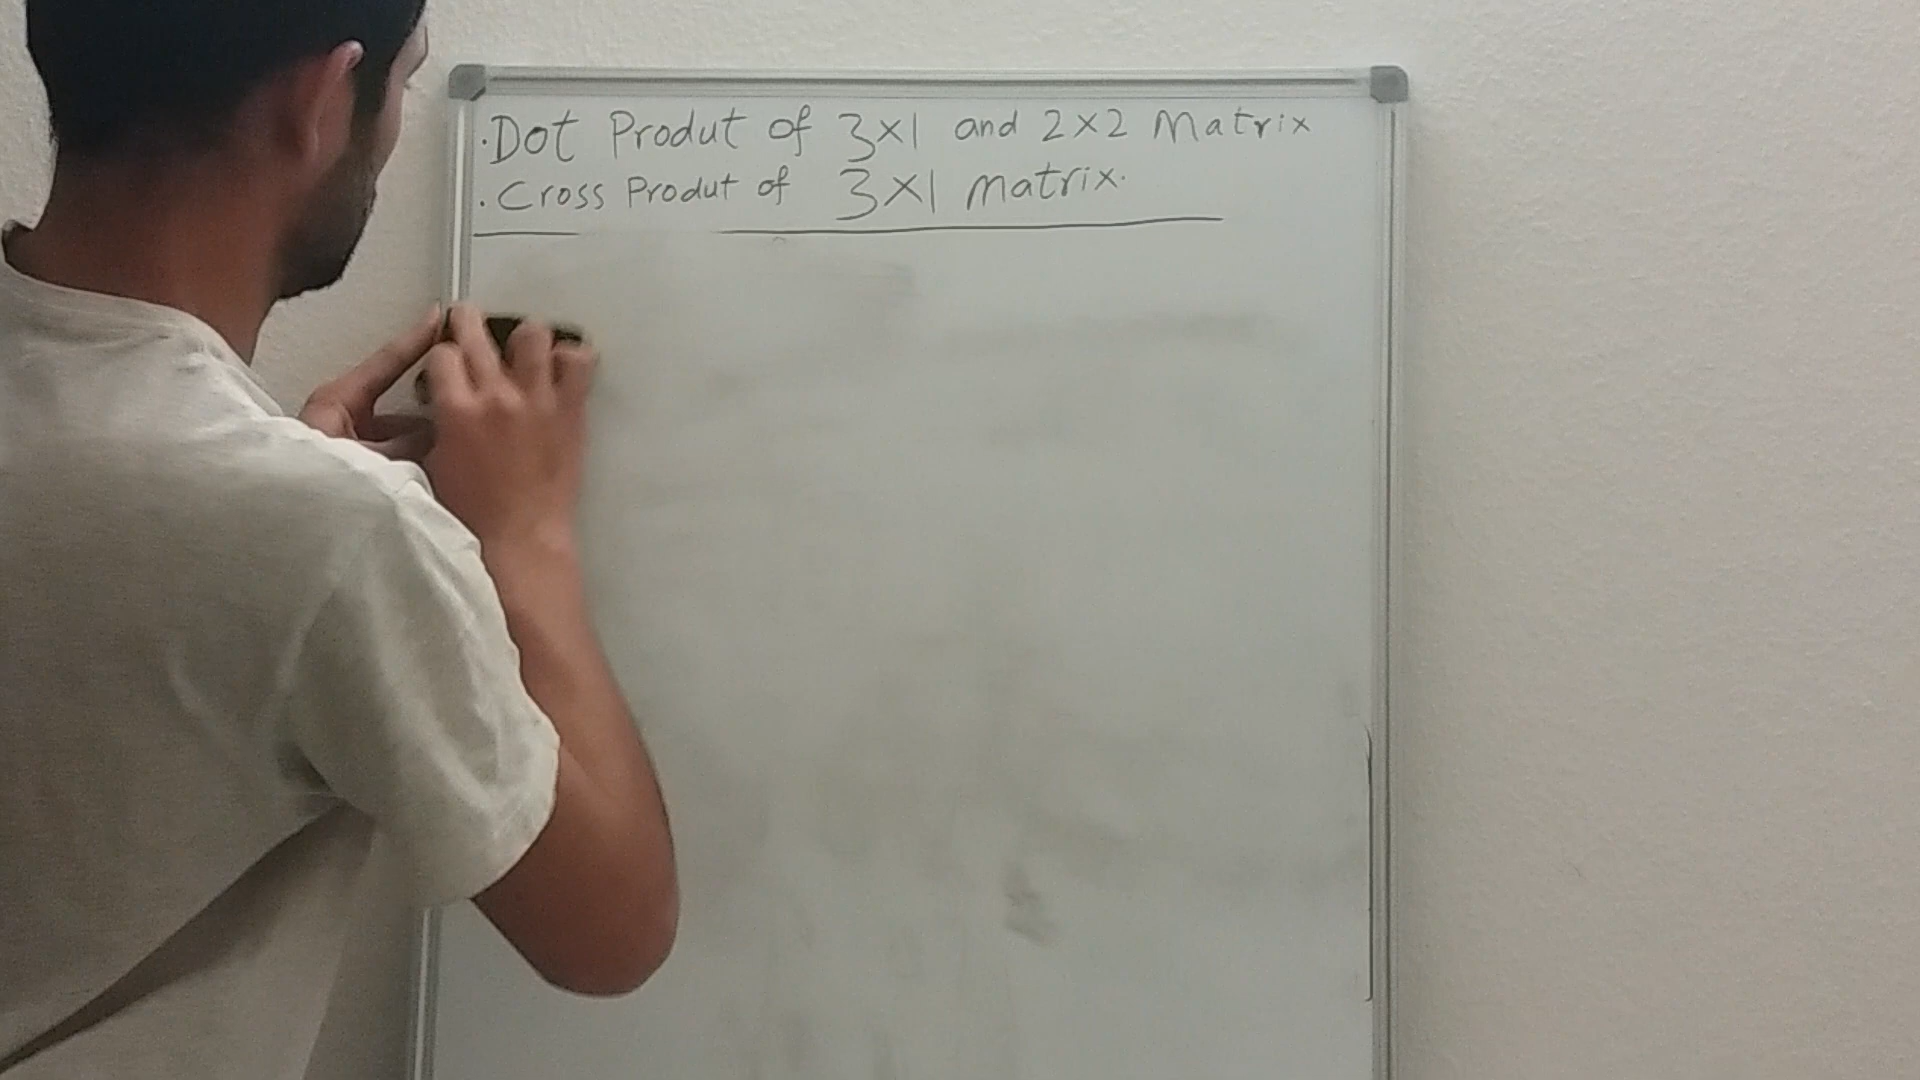 ·Dot Produt of 3×1 and 2×2 Matrix
·Cross Produt of 3×1 matrix.